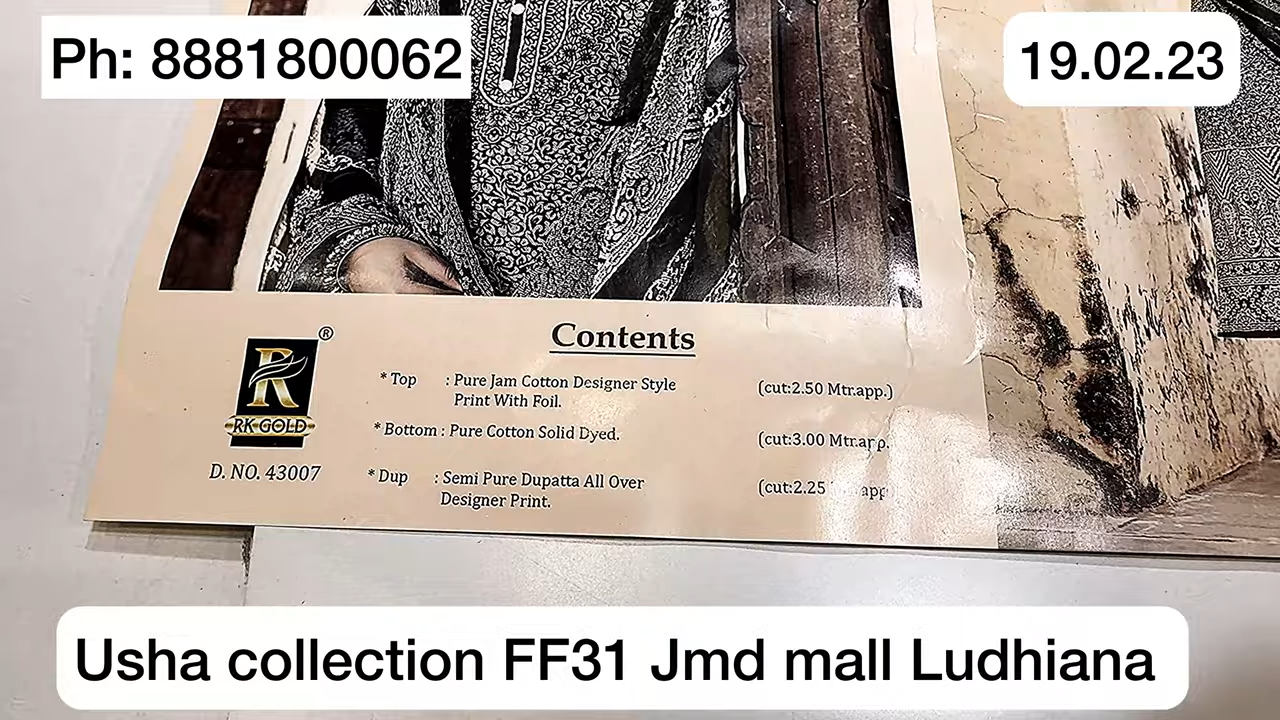 Ph: 8881800062
19.02.23
Contents
R
®
RK GOLD
D. NO. 43007
* Top : Pure Jam Cotton Designer Style (cut:2.50 Mtr.app.)
Print With Foil.
* Bottom : Pure Cotton Solid Dyed. (cut:3.00 Mtr.app.
* Dup : Semi Pure Dupatta All Over (cut:2.25 app
Designer Print.
Usha collection FF31 Jmd mall Ludhiana